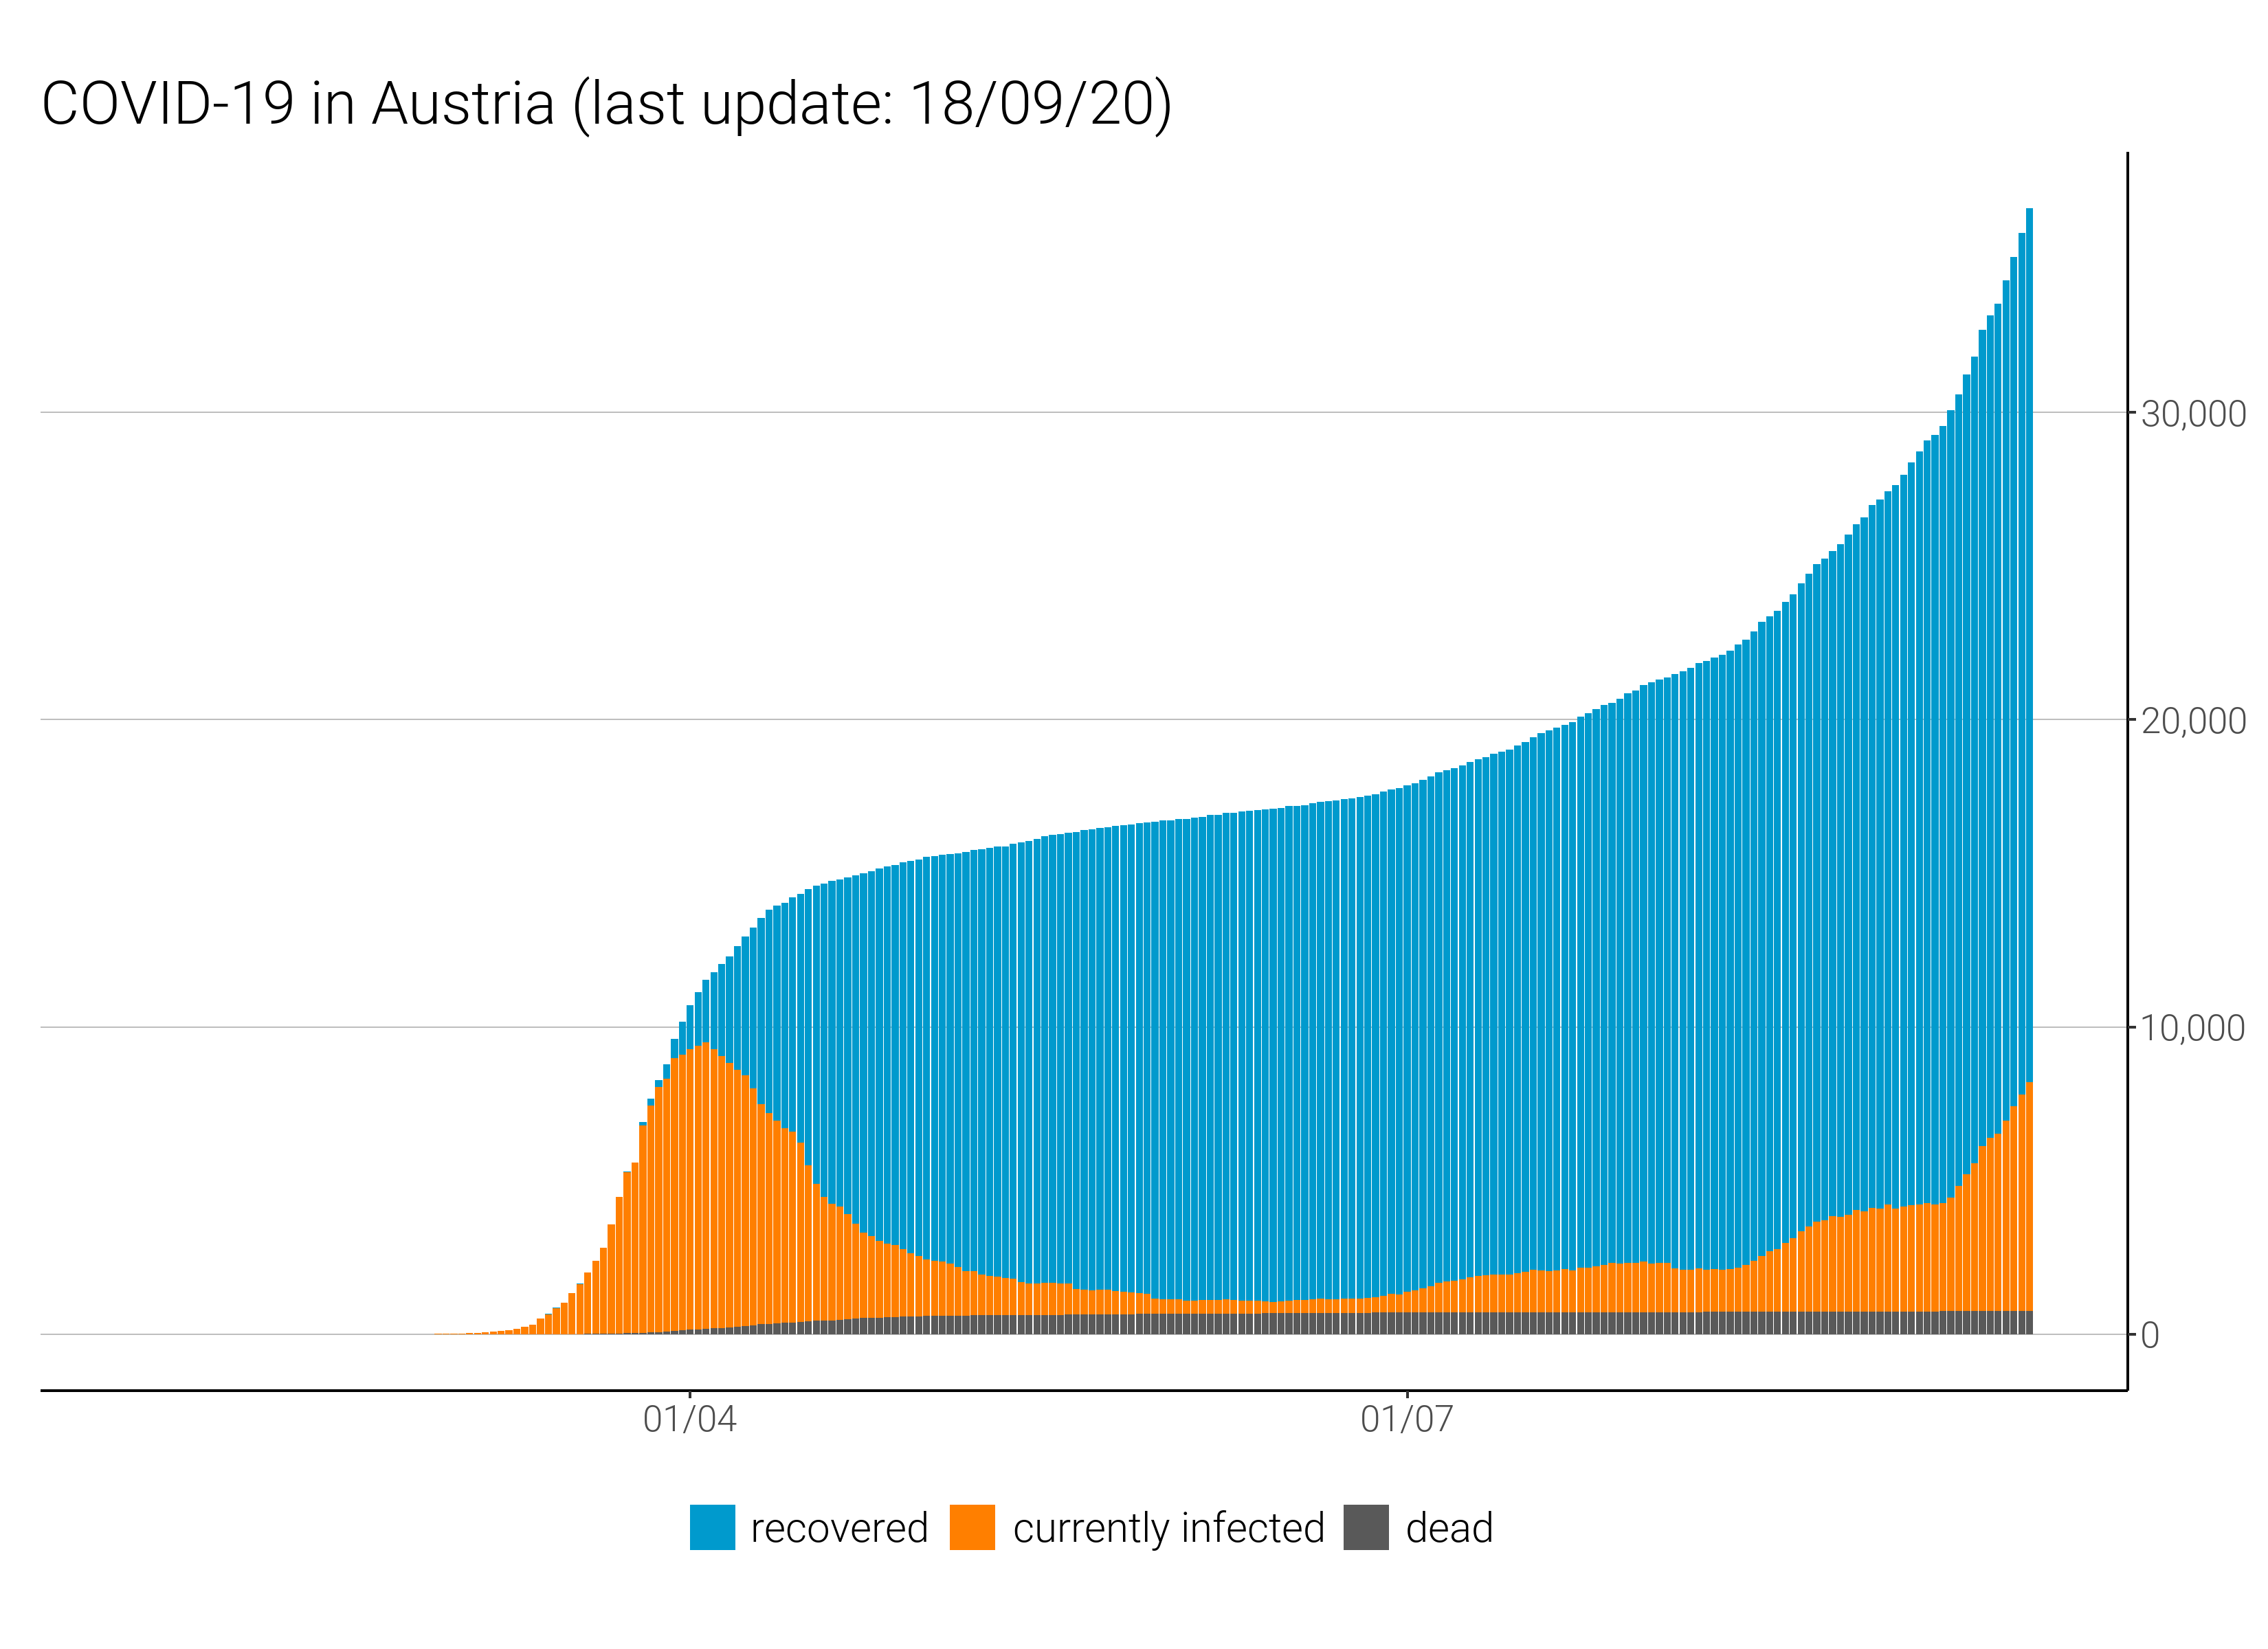 COVID-19 in Austria (last update: 18/09/20)
30,000
20,000
10,000
0
01/04 01/07
recovered currently infected dead